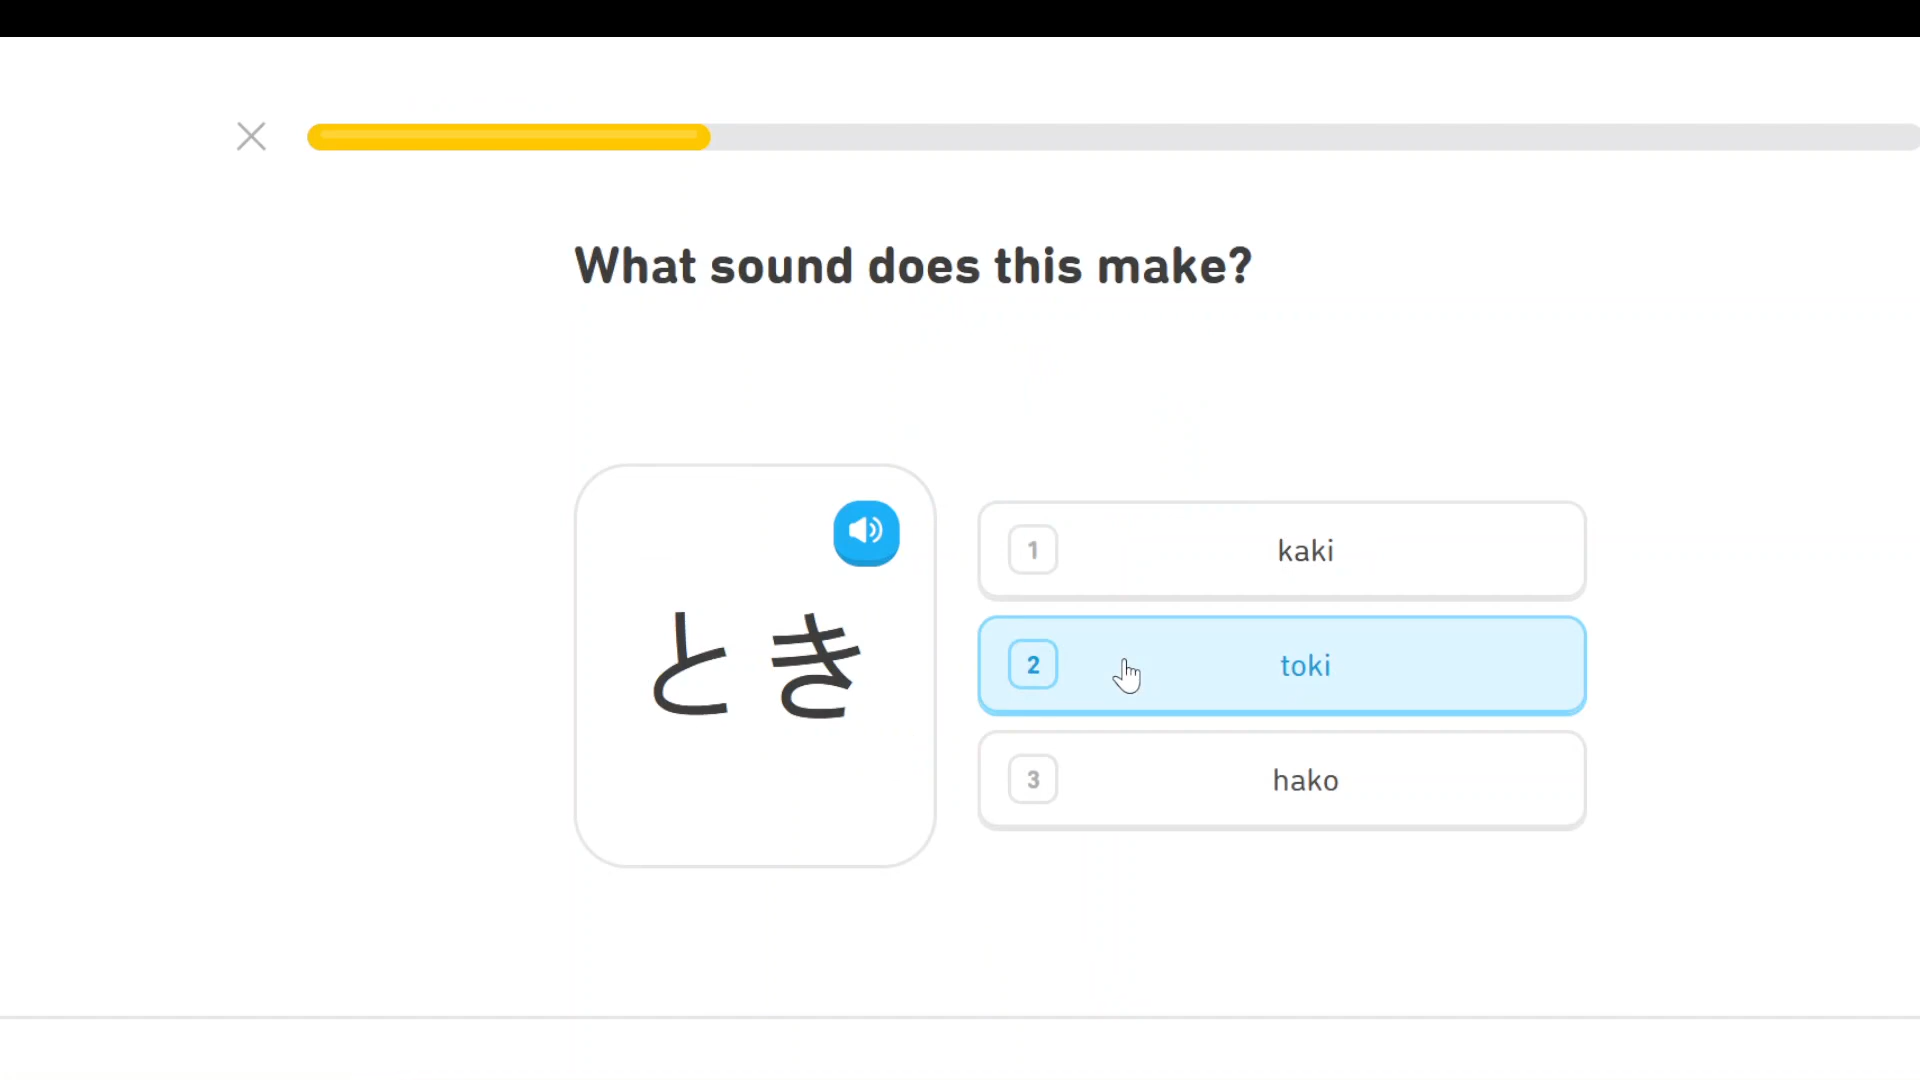 What sound does this make?
とき
1 kaki
2 toki
3 hako